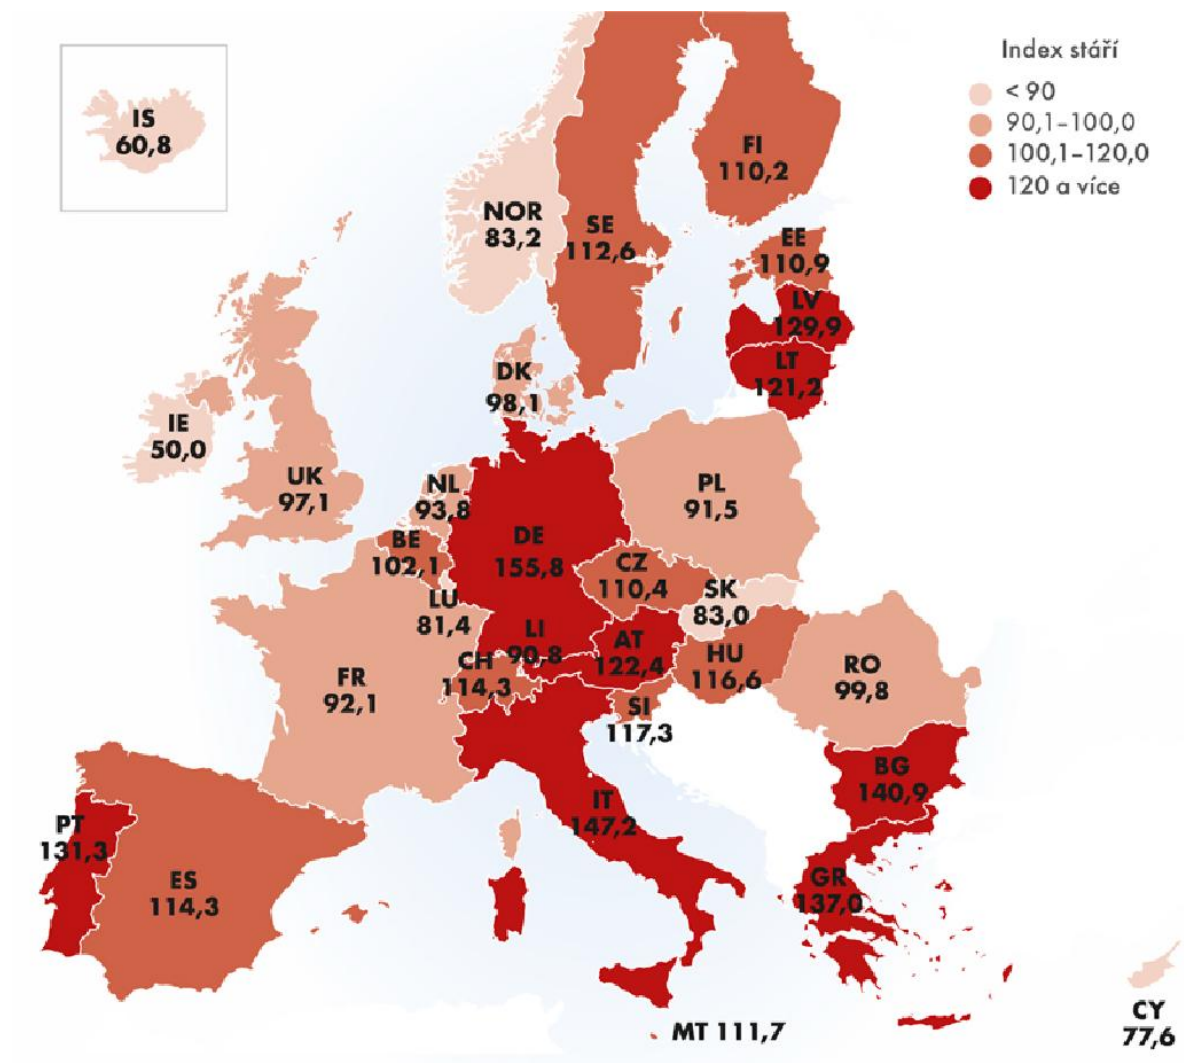 Index stáří
< 90
90,1–100,0
100,1–120,0
120 a více
IS
60,8
FI
110,2
NOR
83,2
SE
112,6
EE
110,9
LV
129,9
LT
121,2
DK
98,1
IE
50,0
UK
97,1
NL
93,8
PL
91,5
BE
102,1
DE
155,8
CZ
110,4
SK
83,0
LU
81,4
LI
90,8
AT
122,4
HU
116,6
CH
114,3
FR
92,1
RO
99,8
SI
117,3
BG
140,9
IT
147,2
PT
131,3
ES
114,3
GR
137,0
MT 111,7
CY
77,6